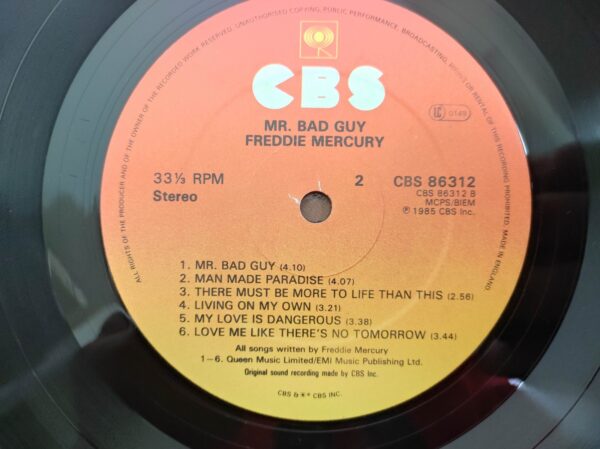 ALL RIGHTS OF THE PRODUCER AND OF THE OWNER OF THE RECORDED WORK RESERVED. UNAUTHORISED COPYING, PUBLIC PERFORMANCE, BROADCASTING, HIRING OR RENTAL OF THIS RECORDING PROHIBITED. MADE IN ENGLAND
CBS
LC 0149
MR. BAD GUY
FREDDIE MERCURY
33⅓ RPM 2 CBS 86312
Stereo CBS 86312 B
MCPS/BIEM
℗ 1985 CBS Inc.
1. MR. BAD GUY (4.10)
2. MAN MADE PARADISE (4.07)
3. THERE MUST BE MORE TO LIFE THAN THIS (2.56)
4. LIVING ON MY OWN (3.21)
5. MY LOVE IS DANGEROUS (3.38)
6. LOVE ME LIKE THERE'S NO TOMORROW (3.44)
All songs written by Freddie Mercury
1–6. Queen Music Limited/EMI Music Publishing Ltd.
Original sound recording made by CBS Inc.
CBS & CBS INC.